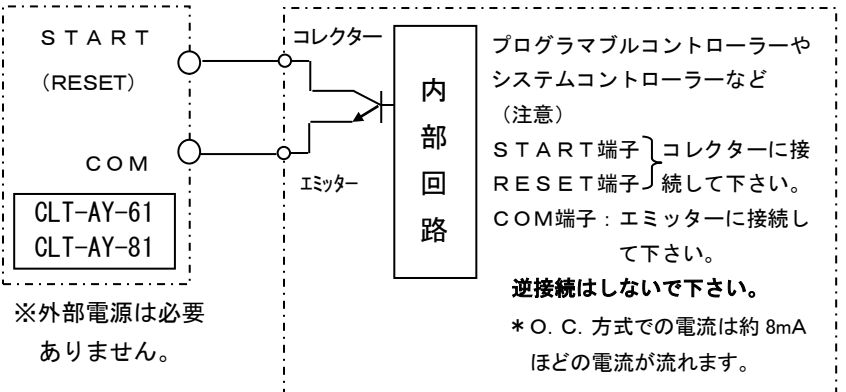 ＳＴＡＲＴ
（RESET）
ＣＯＭ
CLT-AY-61
CLT-AY-81
※外部電源は必要
ありません。
コレクター
エミッター
内
部
回
路
プログラマブルコントローラーや
システムコントローラーなど
（注意）
ＳＴＡＲＴ端子 コレクターに接
ＲＥＳＥＴ端子 続して下さい。
ＣＯＭ端子：エミッターに接続し
て下さい。
逆接続はしないで下さい。
＊Ｏ．Ｃ．方式での電流は約 8mA
ほどの電流が流れます。